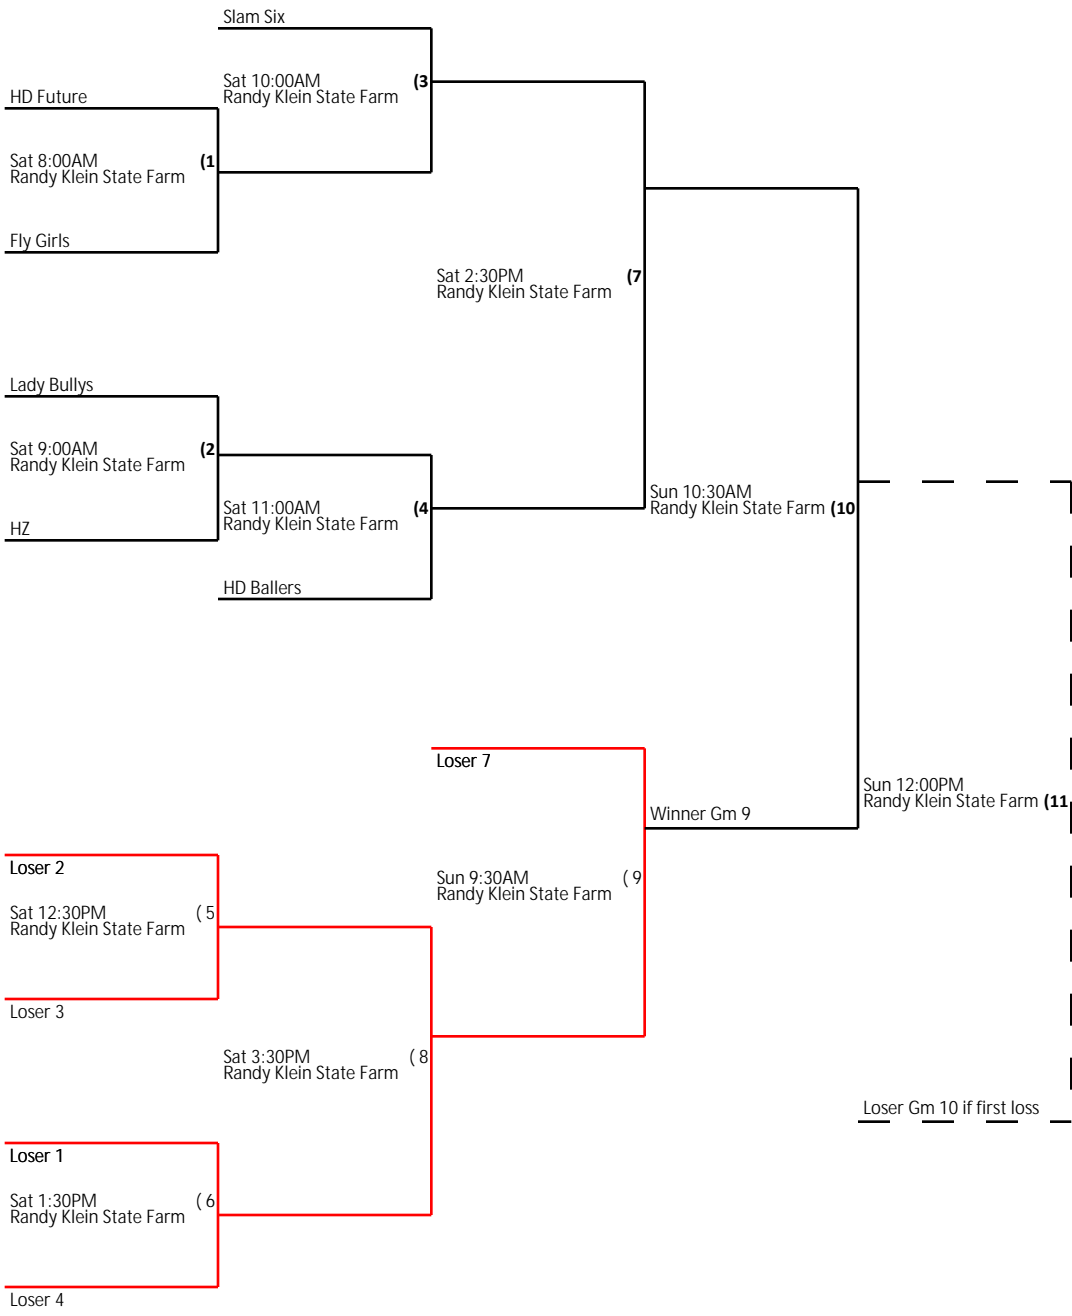 Slam Six
Sat 10:00AM (3
Randy Klein State Farm
HD Future
Sat 8:00AM (1
Randy Klein State Farm
Fly Girls
Sat 2:30PM (7
Randy Klein State Farm
Lady Bullys
Sat 9:00AM (2
Randy Klein State Farm
Sat 11:00AM (4
Randy Klein State Farm
HZ
HD Ballers
Sun 10:30AM
Randy Klein State Farm (10
Loser 7
Winner Gm 9
Sun 12:00PM
Randy Klein State Farm (11
Loser 2
Sat 12:30PM ( 5
Randy Klein State Farm
Loser 3
Sun 9:30AM ( 9
Randy Klein State Farm
Sat 3:30PM ( 8
Randy Klein State Farm
Loser Gm 10 if first loss
Loser 1
Sat 1:30PM ( 6
Randy Klein State Farm
Loser 4